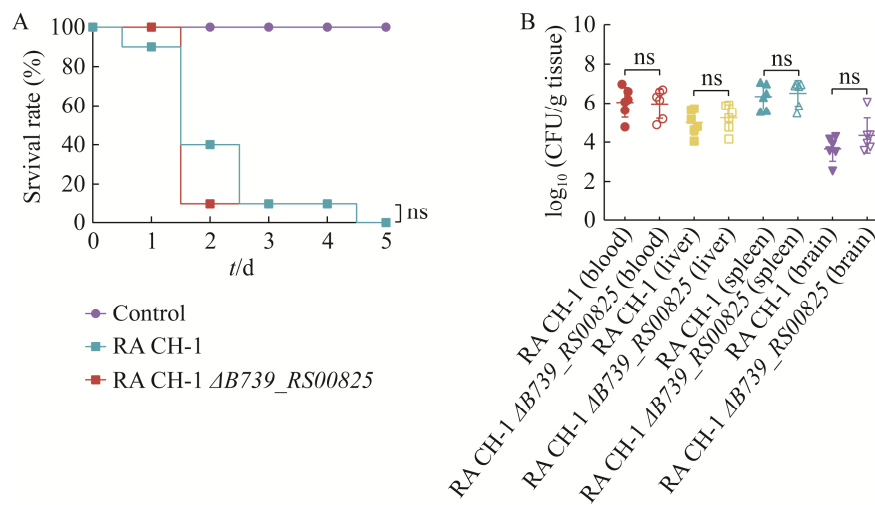 A
Srvival rate (%)
100
80
60
40
20
0
0 1 2 3 4 5
t/d
ns
Control
RA CH-1
RA CH-1 ΔB739_RS00825
B
log₁₀ (CFU/g tissue)
10
8
6
4
2
0
ns
ns
ns
ns
RA CH-1 (blood)
RA CH-1 ΔB739_RS00825 (blood)
RA CH-1 (liver)
RA CH-1 ΔB739_RS00825 (liver)
RA CH-1 (spleen)
RA CH-1 ΔB739_RS00825 (spleen)
RA CH-1 (brain)
RA CH-1 ΔB739_RS00825 (brain)